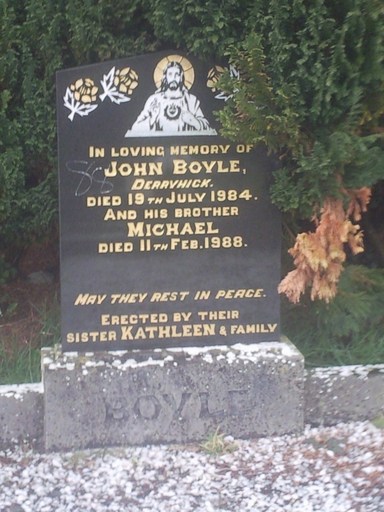 IN LOVING MEMORY OF
JOHN BOYLE,
DERRYHICK.
DIED 19TH JULY 1984.
AND HIS BROTHER
MICHAEL
DIED 11TH FEB. 1988.
MAY THEY REST IN PEACE.
ERECTED BY THEIR
SISTER KATHLEEN & FAMILY
BOYLE